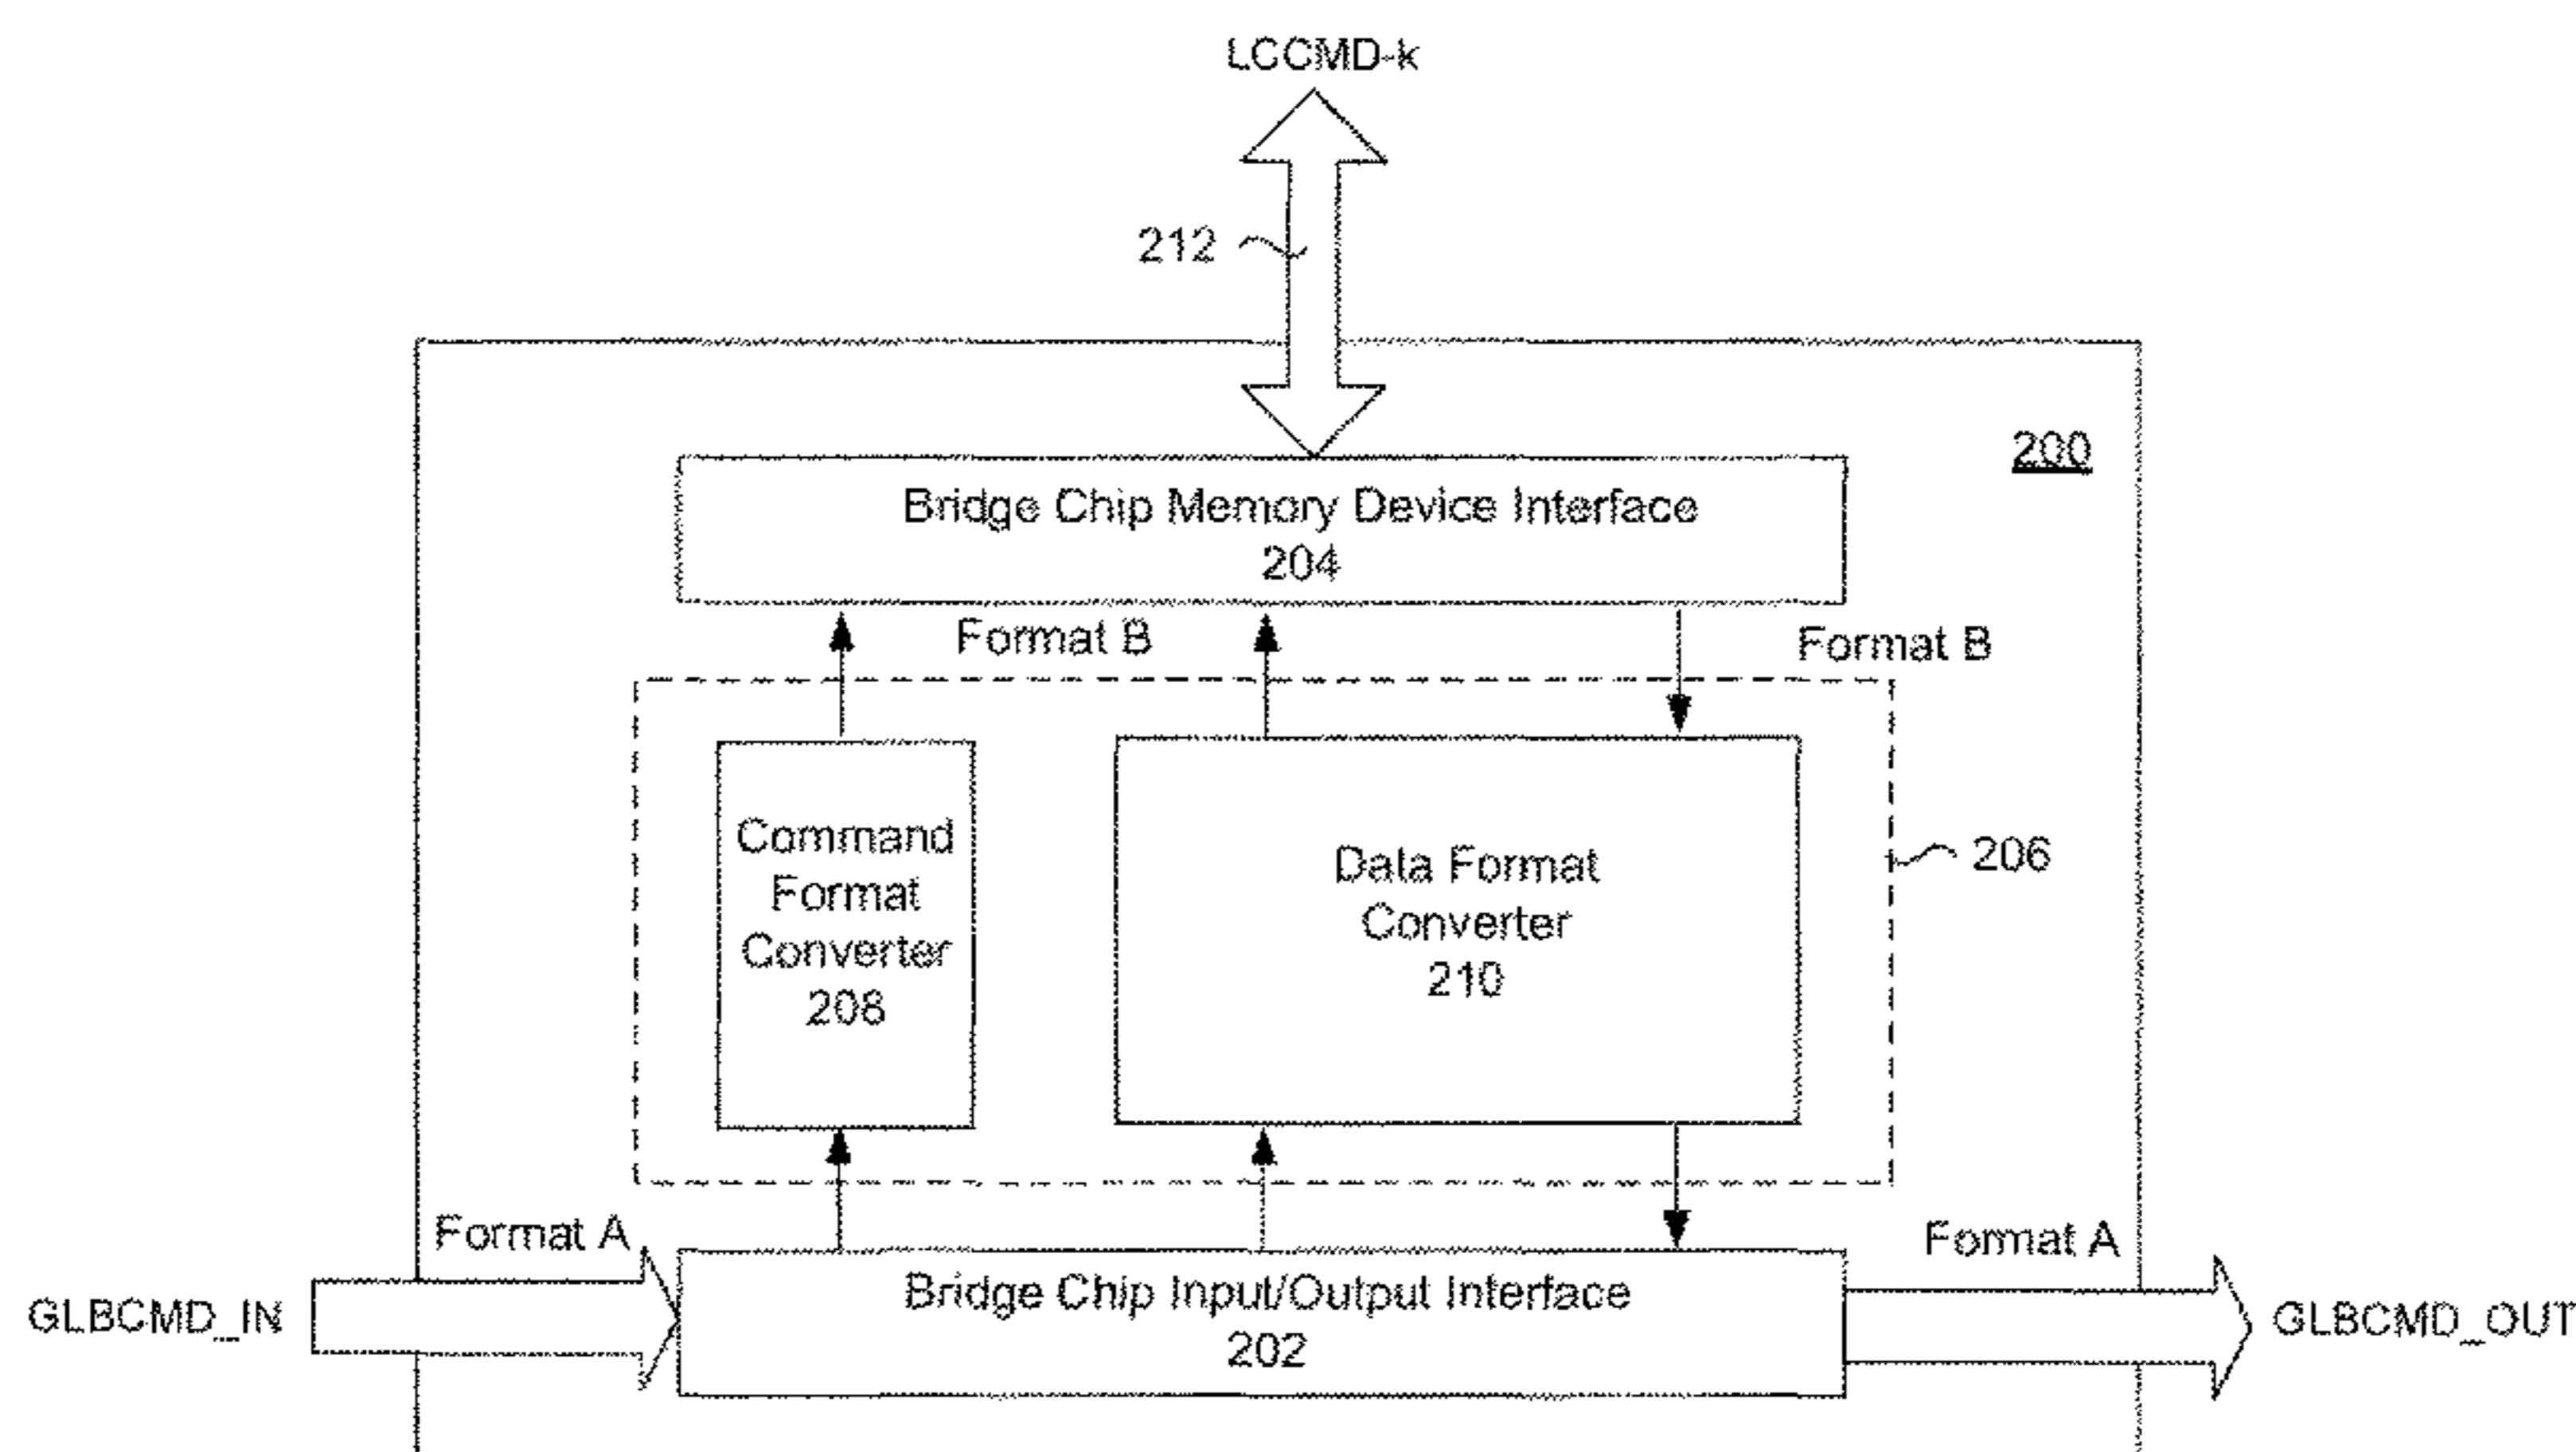 LCCMD-k
212
200
Bridge Chip Memory Device Interface
204
Format B
Format B
Command
Format
Converter
208
Data Format
Converter
210
206
Format A
Format A
GLBCMD_IN
Bridge Chip Input/Output Interface
202
GLBCMD_OUT